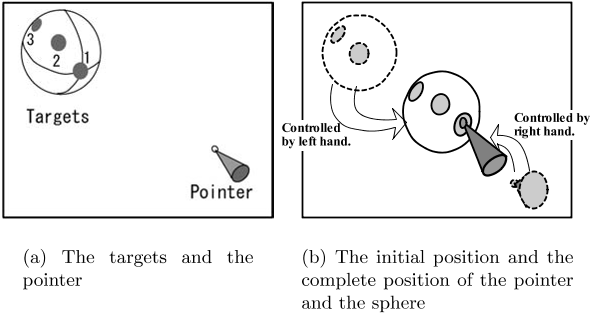 3
1
2
Targets
Pointer
Controlled
by left hand.
Controlled by
right hand.
(a) The targets and the
pointer
(b) The initial position and the
complete position of the pointer
and the sphere